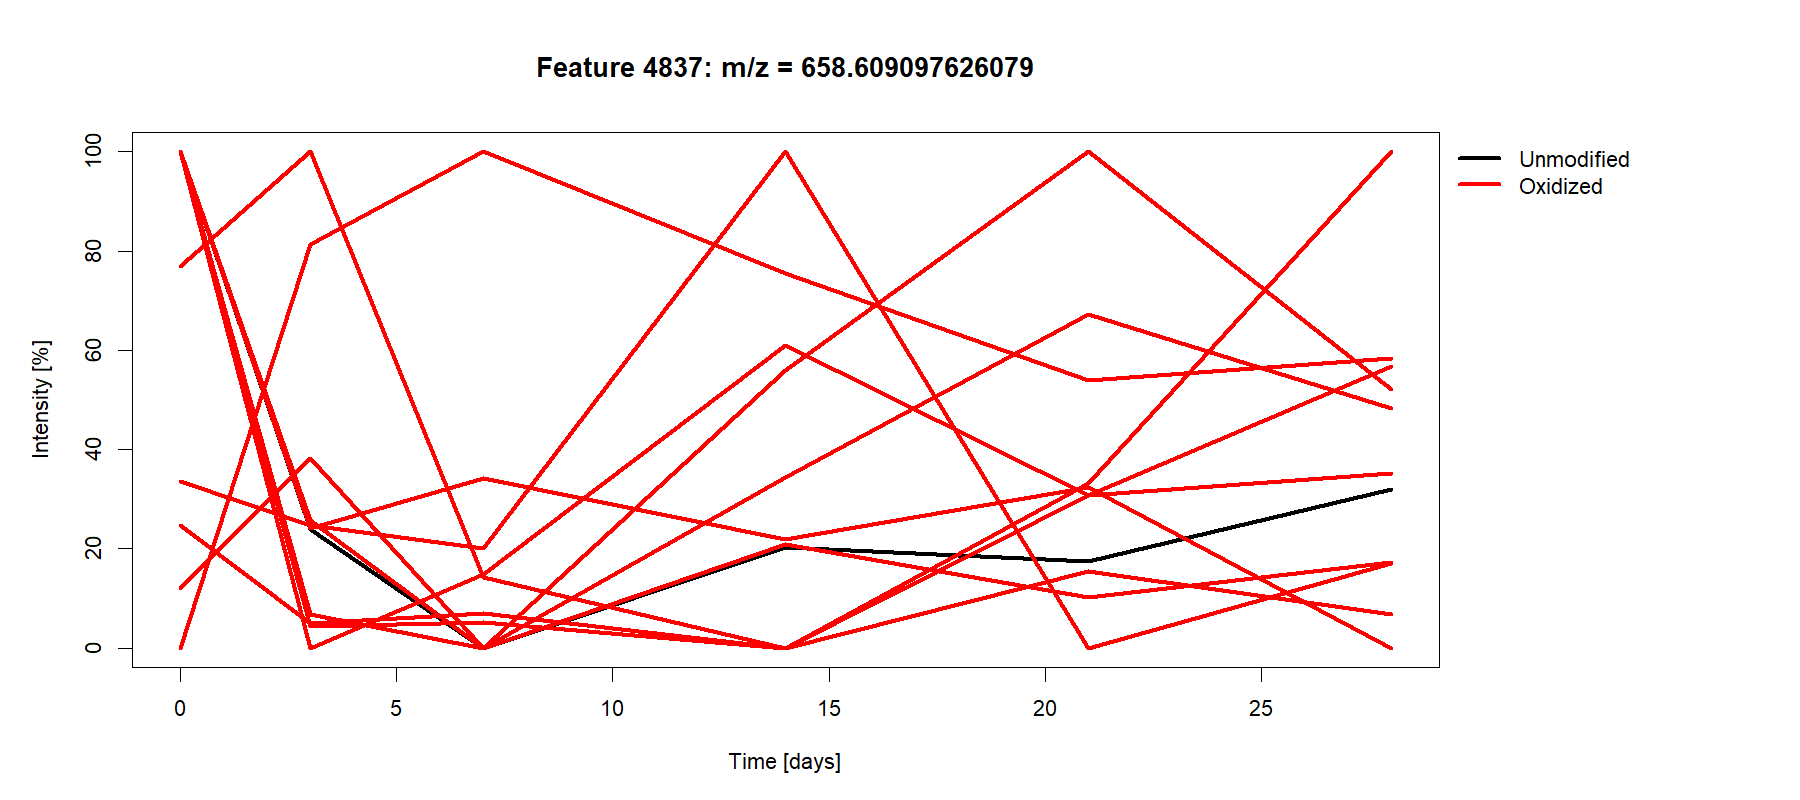 Feature 4837: m/z = 658.609097626079
Unmodified
Oxidized
Intensity [%]
100
80
60
40
20
0
0 5 10 15 20 25
Time [days]